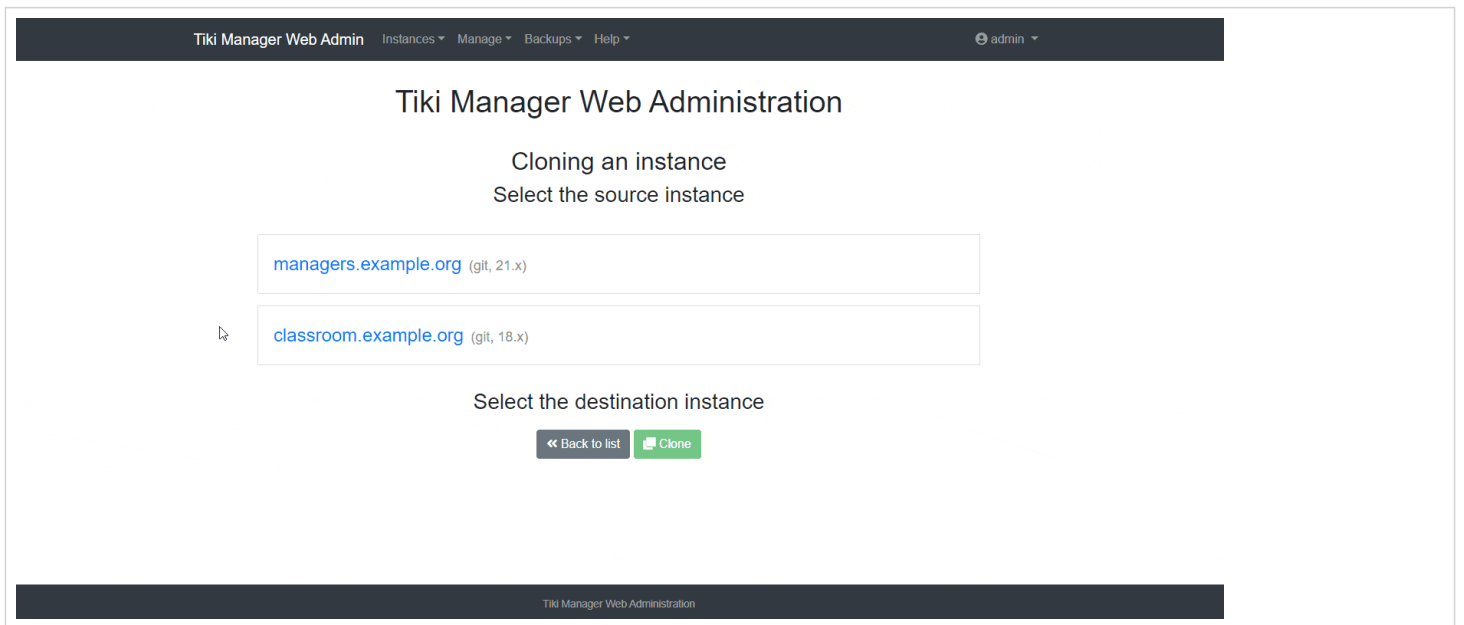 Tiki Manager Web Admin Instances Manage Backups Help admin
Tiki Manager Web Administration
Cloning an instance
Select the source instance
managers.example.org (git, 21.x)
classroom.example.org (git, 18.x)
Select the destination instance
Back to list Clone
Tiki Manager Web Administration